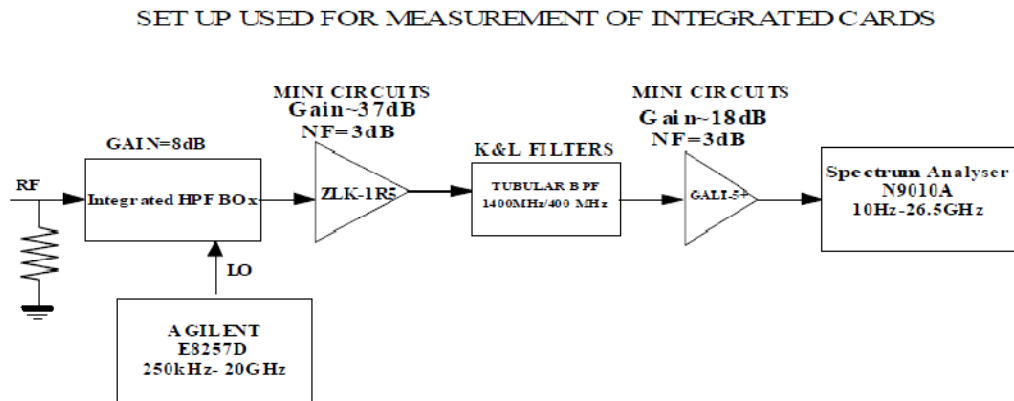 SET UP USED FOR MEASUREMENT OF INTEGRATED CARDS
MINI CIRCUITS
Gain~37dB
NF=3dB
MINI CIRCUITS
Gain~18dB
NF=3dB
GAIN=8dB
K&L FILTERS
RF
Integrated HPF BOx
ZLK-1R5
TUBULAR BPF
1400MHz/400 MHz
GALI-5+
Spectrum Analyser
N9010A
10Hz-26.5GHz
LO
AGILENT
E8257D
250kHz- 20GHz